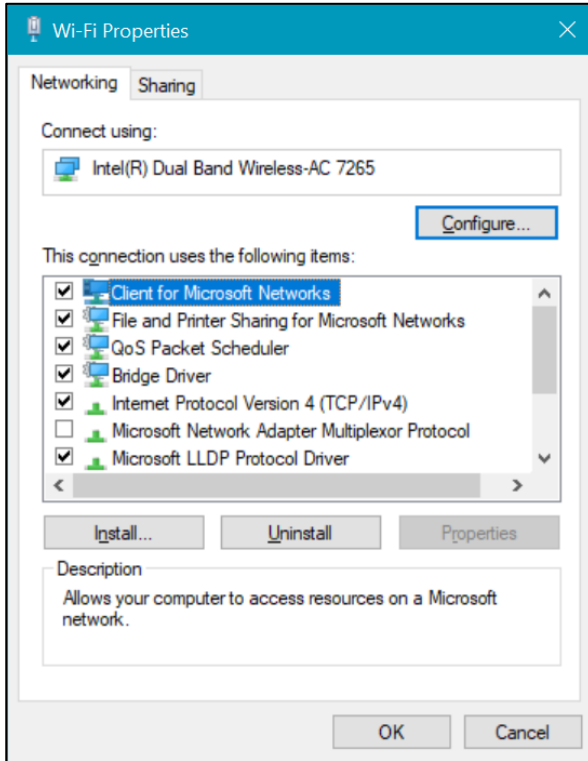 Wi-Fi Properties
Networking
Sharing
Connect using:
Intel(R) Dual Band Wireless-AC 7265
Configure...
This connection uses the following items:
Client for Microsoft Networks
File and Printer Sharing for Microsoft Networks
QoS Packet Scheduler
Bridge Driver
Internet Protocol Version 4 (TCP/IPv4)
Microsoft Network Adapter Multiplexor Protocol
Microsoft LLDP Protocol Driver
Install...
Uninstall
Properties
Description
Allows your computer to access resources on a Microsoft
network.
OK
Cancel